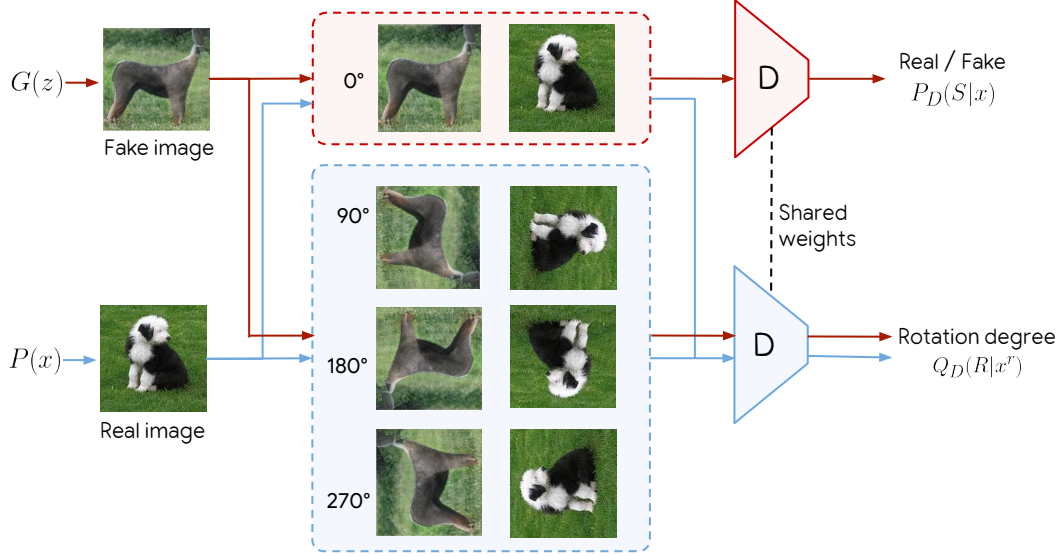 G(z)
Fake image
0°
D
Real / Fake
P_D(S|x)
90°
Shared
weights
P(x)
Real image
180°
D
Rotation degree
Q_D(R|x^r)
270°